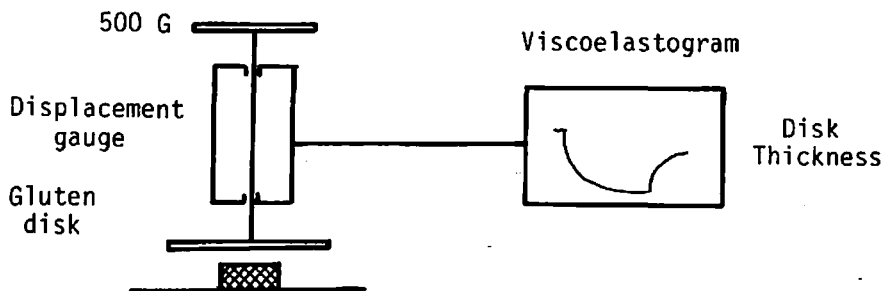 500 G
Viscoelastogram
Displacement
gauge
Disk
Thickness
Gluten
disk